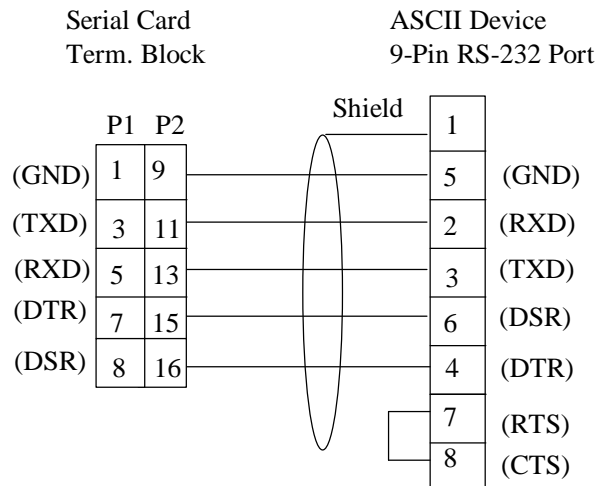 Serial Card
Term. Block
ASCII Device
9-Pin RS-232 Port
Shield
P1 P2
1
(GND) 1 9 5 (GND)
(TXD) 3 11 2 (RXD)
(RXD) 5 13 3 (TXD)
(DTR) 7 15 6 (DSR)
(DSR) 8 16 4 (DTR)
7 (RTS)
8 (CTS)